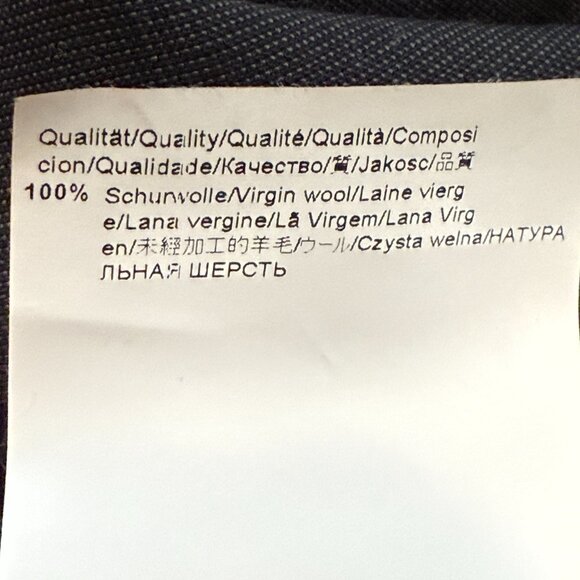 Qualität/Quality/Qualité/Qualità/Composi
cion/Qualidade/Качество/質/Jakosc/品質
100% Schurwolle/Virgin wool/Laine vierg
e/Lana vergine/Lã Virgem/Lana Virg
en/未經加工的羊毛/ウール/Czysta welna/НАТУРА
ЛЬНАЯ ШЕРСТЬ